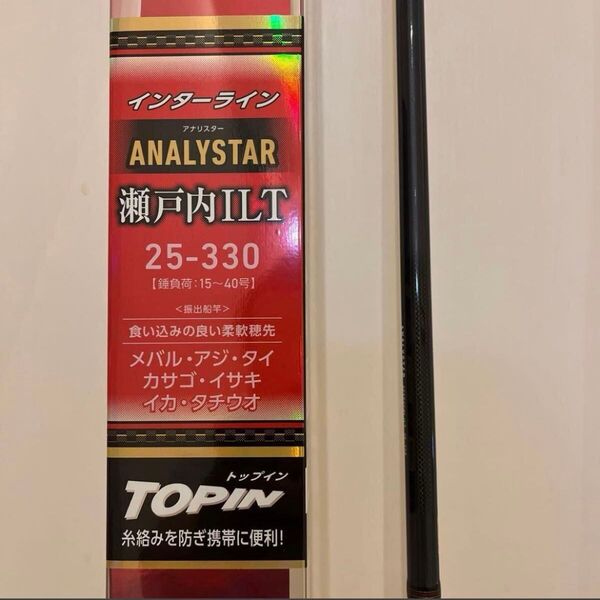 インターライン
アナリスター
ANALYSTAR
瀬戸内ILT
25-330
【錘負荷:15～40号】
＜振出船竿＞
食い込みの良い柔軟穂先
メバル・アジ・タイ
カサゴ・イサキ
イカ・タチウオ
トップイン
TOPIN
糸絡みを防ぎ携帯に便利!